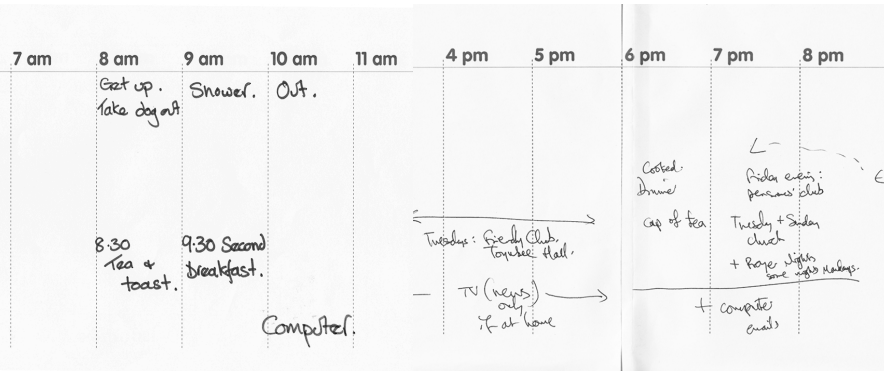 7 am 8 am 9 am 10 am 11 am 4 pm 5 pm 6 pm 7 pm 8 pm
Get up. Shower. Out.
Take dog out
Cooked
Dinner
Friday evening:
pensioners' club
cup of tea
Tuesday + Sunday
church
+ Prayer Nights
some nights Mondays.
Tuesdays: Friendly Club,
Toynbee Hall.
8.30
Tea &
toast.
9.30 Second
breakfast.
TV (news)
only
if at home
+ computer
emails
Computer.